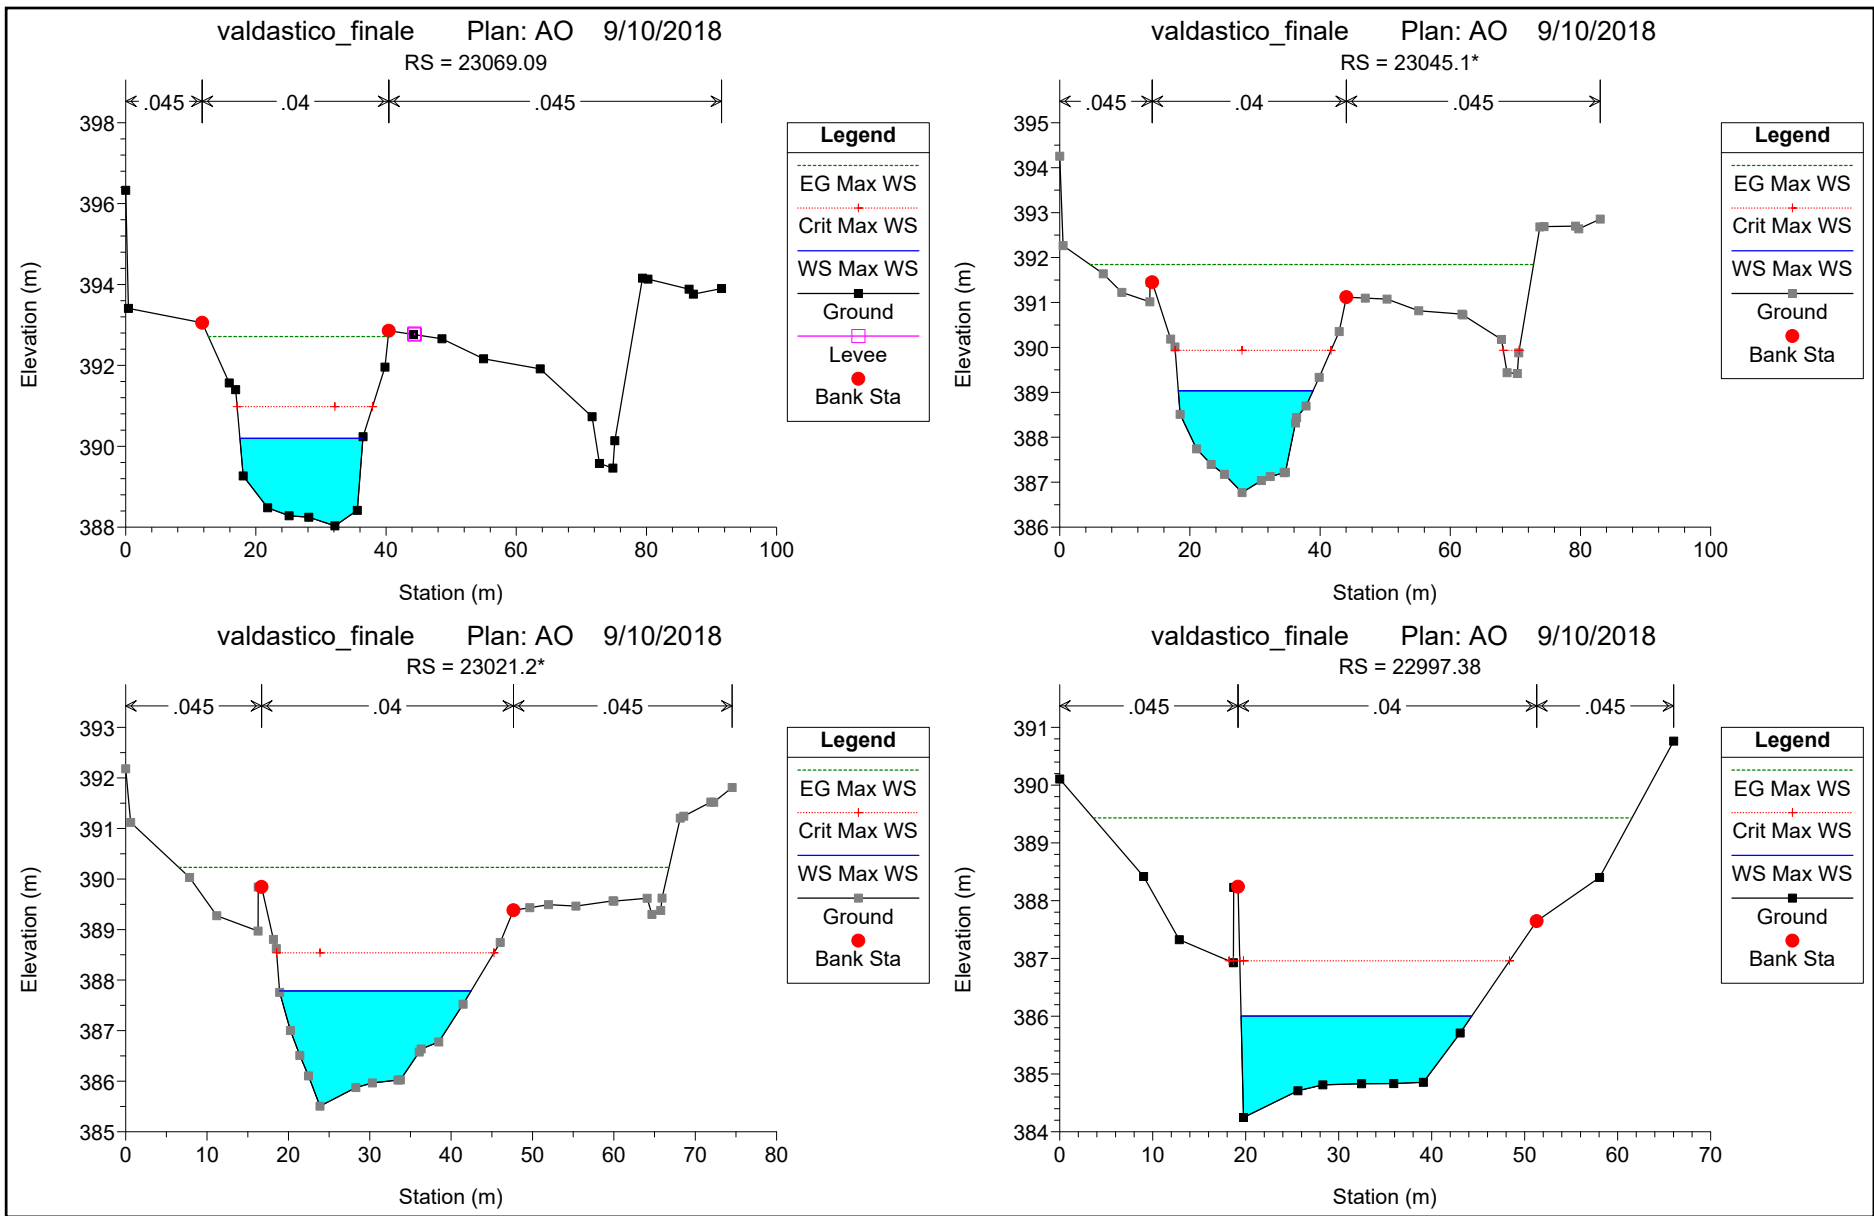 valdastico_finale Plan: AO 9/10/2018
RS = 23069.09
.045 .04 .045
398
396
394
392
390
388
0 20 40 60 80 100
Elevation (m)
Station (m)
Legend
EG Max WS
Crit Max WS
WS Max WS
Ground
Levee
Bank Sta
valdastico_finale Plan: AO 9/10/2018
RS = 23045.1*
.045 .04 .045
395
394
393
392
391
390
389
388
387
386
0 20 40 60 80 100
Elevation (m)
Station (m)
Legend
EG Max WS
Crit Max WS
WS Max WS
Ground
Bank Sta
valdastico_finale Plan: AO 9/10/2018
RS = 23021.2*
.045 .04 .045
393
392
391
390
389
388
387
386
385
0 10 20 30 40 50 60 70 80
Elevation (m)
Station (m)
Legend
EG Max WS
Crit Max WS
WS Max WS
Ground
Bank Sta
valdastico_finale Plan: AO 9/10/2018
RS = 22997.38
.045 .04 .045
391
390
389
388
387
386
385
384
0 10 20 30 40 50 60 70
Elevation (m)
Station (m)
Legend
EG Max WS
Crit Max WS
WS Max WS
Ground
Bank Sta